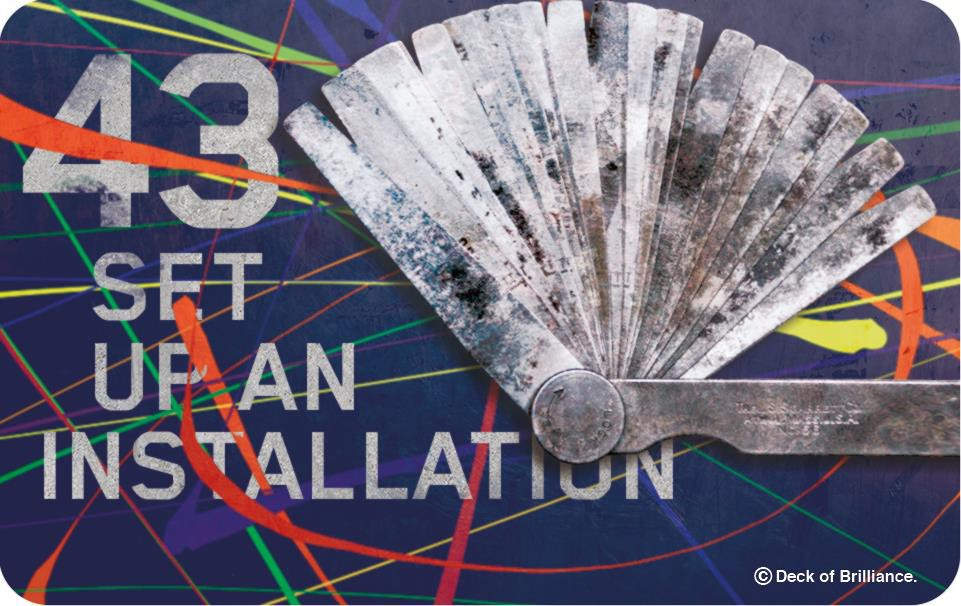 43
SET
UP AN
INSTALLATION
© Deck of Brilliance.